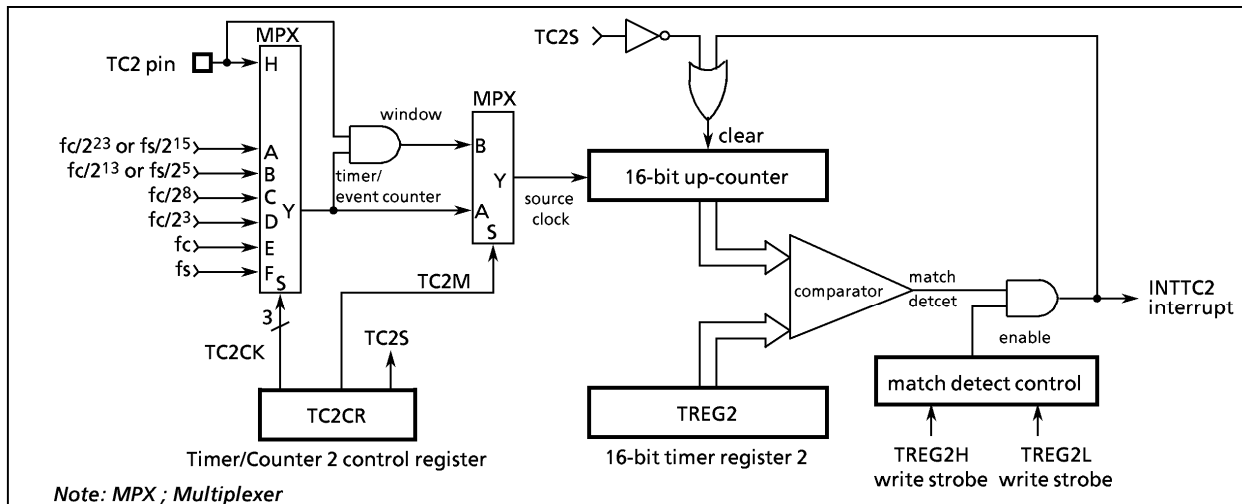 MPX
TC2 pin
H
fc/2²³ or fs/2¹⁵
A
fc/2¹³ or fs/2⁵
B
fc/2⁸
C
fc/2³
D
fc
E
fs
F
Y
S
3
TC2CK
window
timer/
event counter
MPX
B
Y
A
S
TC2M
TC2S
source
clock
TC2CR
Timer/Counter 2 control register
TC2S
clear
16-bit up-counter
comparator
match
detcet
enable
INTTC2
interrupt
match detect control
TREG2
16-bit timer register 2
TREG2H
write strobe
TREG2L
write strobe
Note: MPX ; Multiplexer